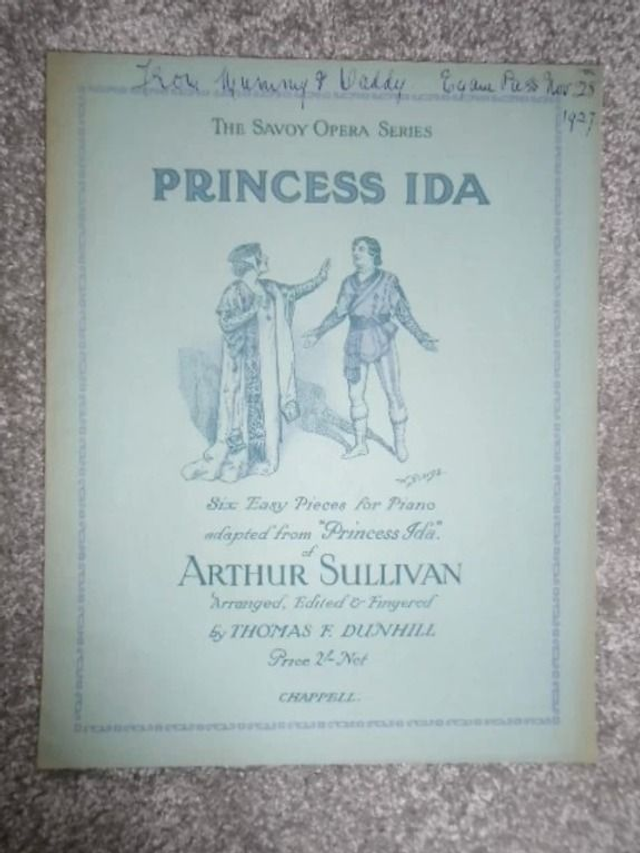 From Mummy & Daddy Exam Pass Nov. 28
1927
THE SAVOY OPERA SERIES
PRINCESS IDA
Six Easy Pieces for Piano
adapted from "Princess Ida".
of
ARTHUR SULLIVAN
Arranged, Edited & Fingered
by THOMAS F. DUNHILL
Price 2/- Net
CHAPPELL.